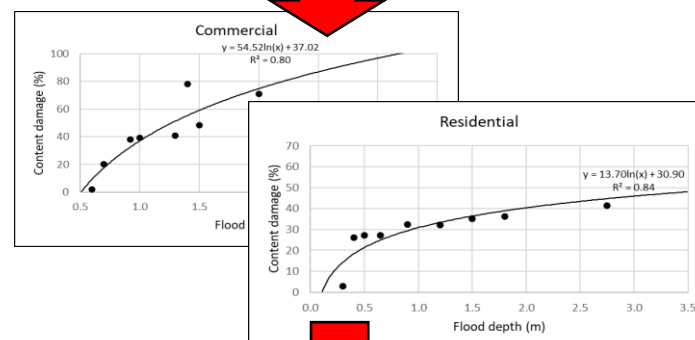 Commercial
y = 54.52ln(x) + 37.02
R² = 0.80
100
80
60
40
20
0
Content damage (%)
0.5
1.0
1.5
Flood
Residential
70
60
50
40
30
20
10
0
Content damage (%)
y = 13.70ln(x) + 30.90
R² = 0.84
0.0
0.5
1.0
1.5
2.0
2.5
3.0
3.5
Flood depth (m)